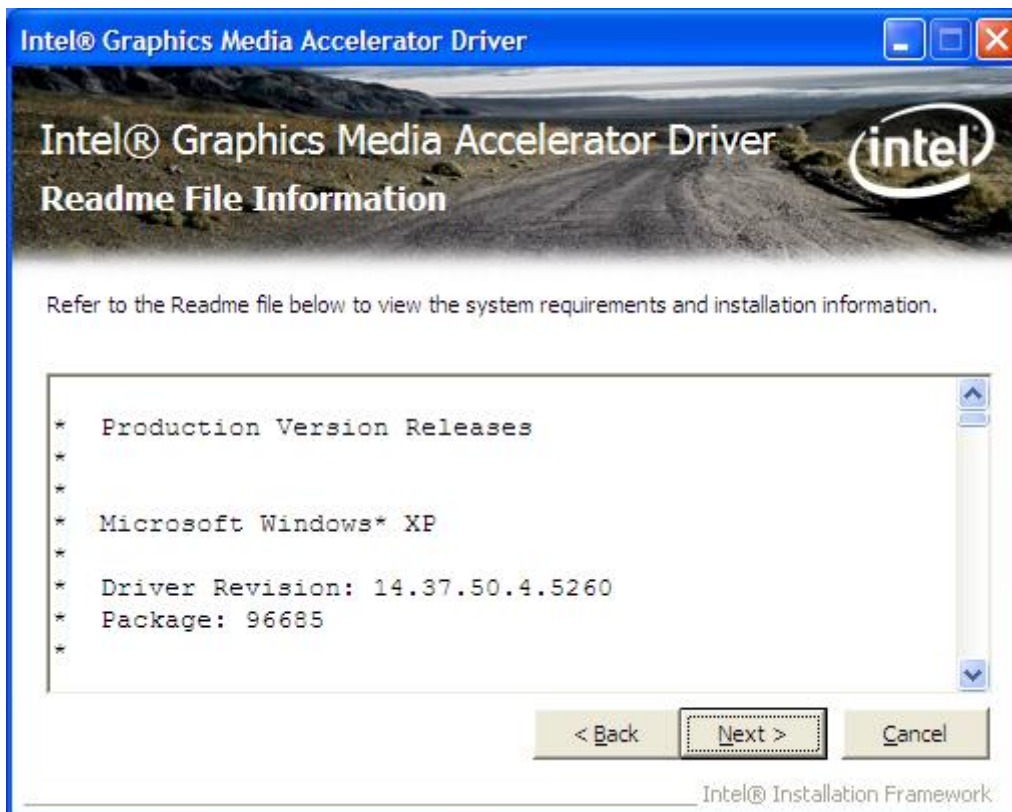 Intel® Graphics Media Accelerator Driver
Intel® Graphics Media Accelerator Driver
intel
Readme File Information
Refer to the Readme file below to view the system requirements and installation information.
* Production Version Releases
*
*
* Microsoft Windows* XP
*
* Driver Revision: 14.37.50.4.5260
* Package: 96685
*
< Back Next > Cancel
Intel® Installation Framework